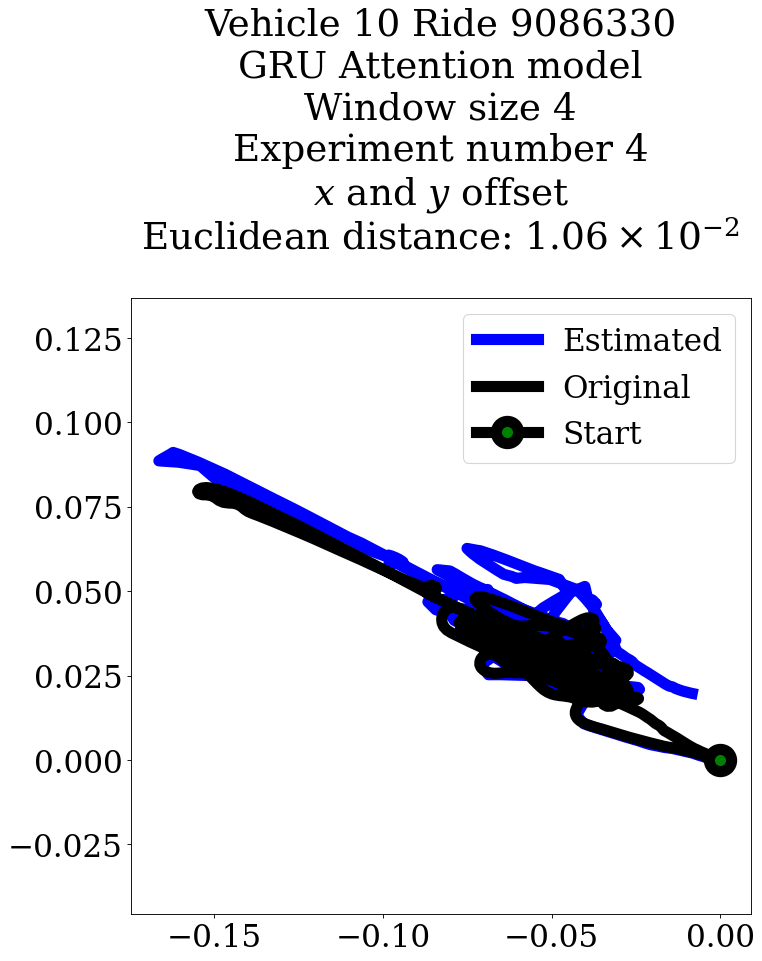 Vehicle 10 Ride 9086330
GRU Attention model
Window size 4
Experiment number 4
x and y offset
Euclidean distance: 1.06 × 10⁻²
Estimated
Original
Start
0.125
0.100
0.075
0.050
0.025
0.000
−0.025
−0.15 −0.10 −0.05 0.00